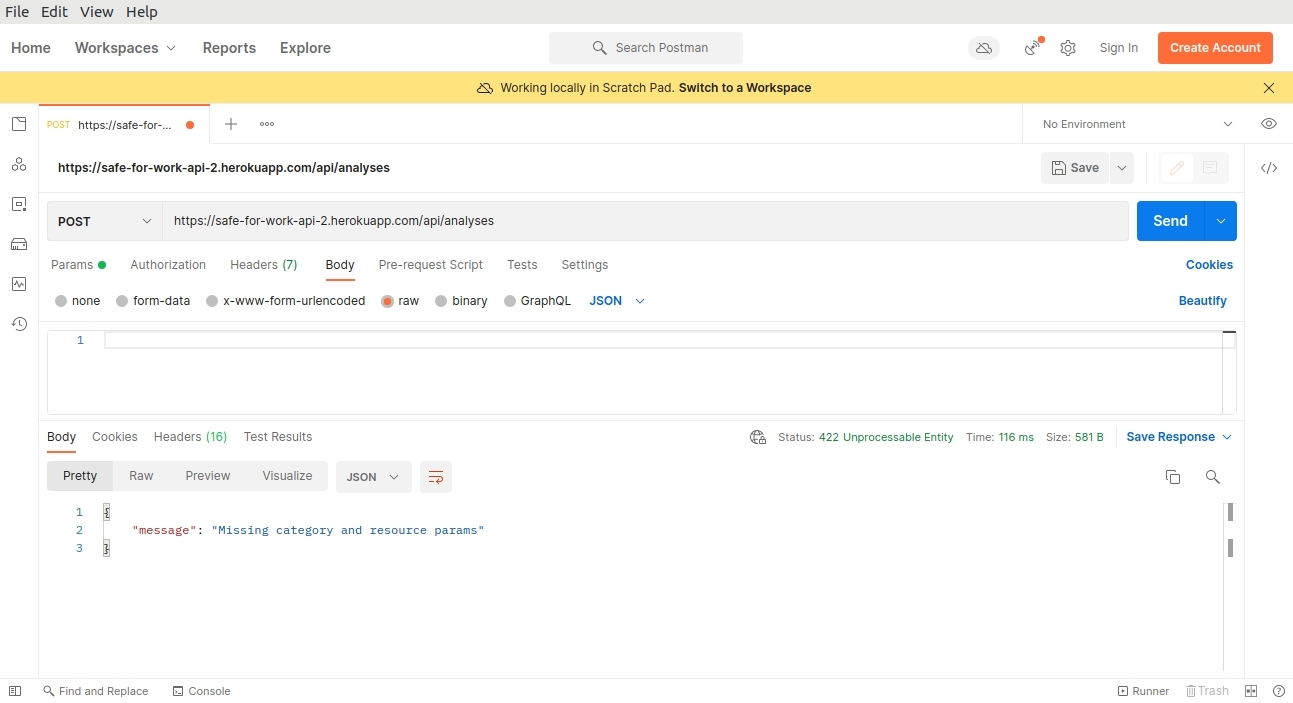 File Edit View Help
Home Workspaces Reports Explore Search Postman Sign In Create Account
Working locally in Scratch Pad. Switch to a Workspace
POST https://safe-for-... No Environment
https://safe-for-work-api-2.herokuapp.com/api/analyses Save
POST https://safe-for-work-api-2.herokuapp.com/api/analyses Send
Params Authorization Headers (7) Body Pre-request Script Tests Settings Cookies
none form-data x-www-form-urlencoded raw binary GraphQL JSON Beautify
1
Body Cookies Headers (16) Test Results Status: 422 Unprocessable Entity Time: 116 ms Size: 581 B Save Response
Pretty Raw Preview Visualize JSON
1 {
2 "message": "Missing category and resource params"
3 }
Find and Replace Console Runner Trash